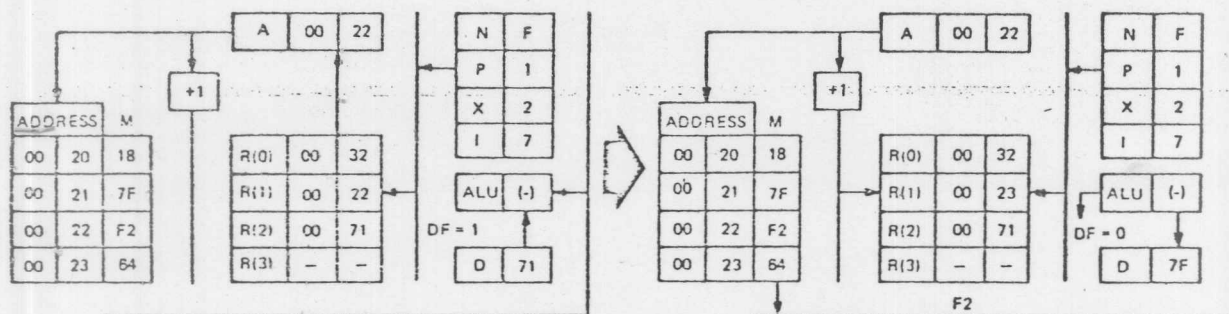 A 00 22
N F
P 1
X 2
I 7
+1
ADDRESS M
00 20 18
00 21 7F
00 22 F2
00 23 64
R(0) 00 32
R(1) 00 22
R(2) 00 71
R(3) – –
ALU (-)
DF = 1
D 71
A 00 22
N F
P 1
X 2
I 7
+1
ADDRESS M
00 20 18
00 21 7F
00 22 F2
00 23 64
R(0) 00 32
R(1) 00 23
R(2) 00 71
R(3) – –
ALU (-)
DF = 0
D 7F
F2